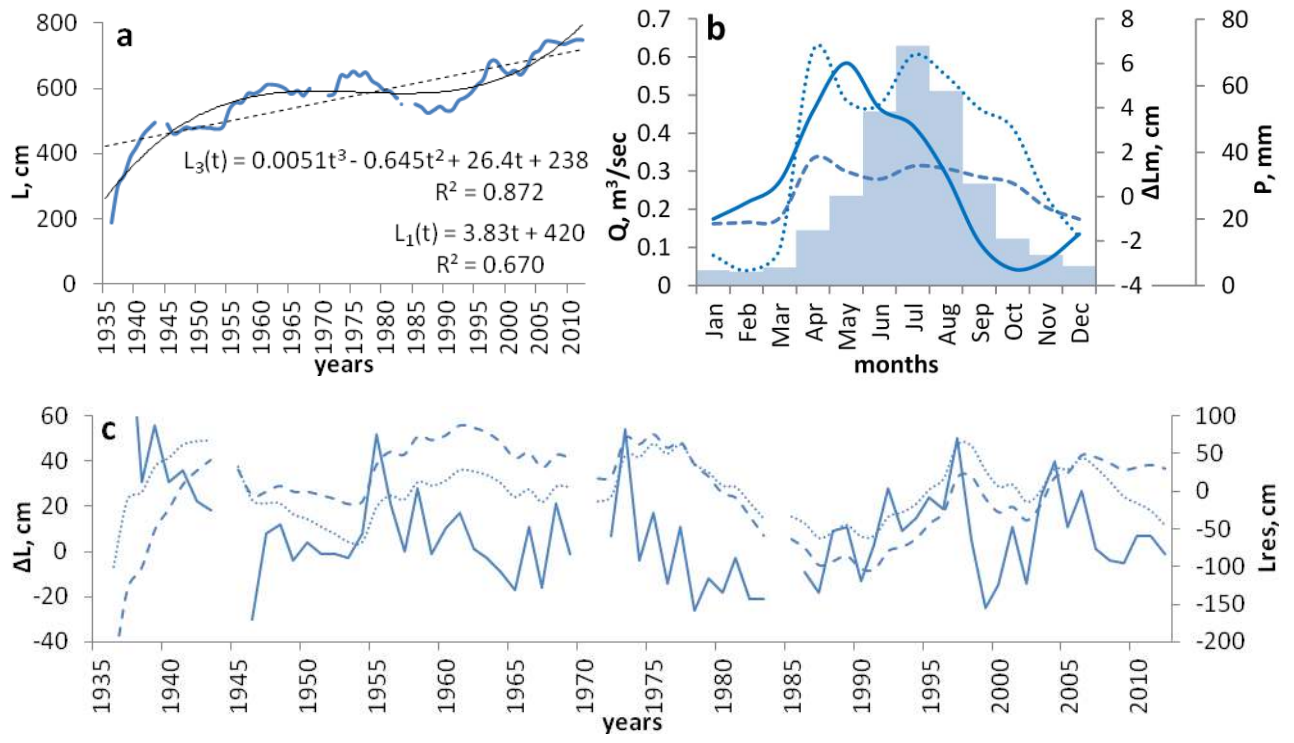 a
L, cm
800
600
400
200
0
L₃(t) = 0.0051t³ - 0.645t² + 26.4t + 238
R² = 0.872
L₁(t) = 3.83t + 420
R² = 0.670
1935 1940 1945 1950 1955 1960 1965 1970 1975 1980 1985 1990 1995 2000 2005 2010
years
b
Q, m³/sec
0.7
0.6
0.5
0.4
0.3
0.2
0.1
0
8
6
4
2
0
-2
-4
ΔLm, cm
80
60
40
20
0
P, mm
Jan Feb Mar Apr May Jun Jul Aug Sep Oct Nov Dec
months
c
ΔL, cm
60
40
20
0
-20
-40
100
50
0
-50
-100
-150
-200
Lres, cm
1935 1940 1945 1950 1955 1960 1965 1970 1975 1980 1985 1990 1995 2000 2005 2010
years